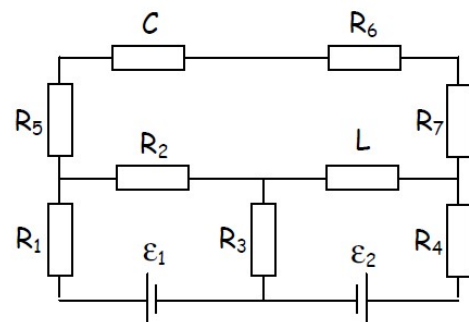 C
R₆
R₅
R₇
R₂
L
R₁
R₃
R₄
ε₁
ε₂